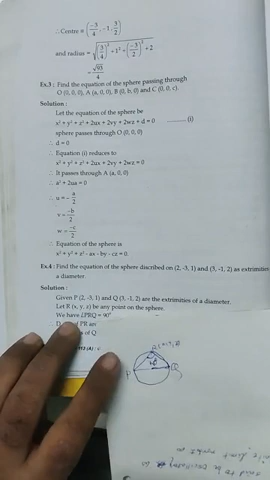 ∴ Centre = (-3/4, -1, 3/2)
and radius = √((3/4)² + 1² + (-3/2)² + 2
= √93/4
Ex.3 : Find the equation of the sphere passing through
O (0, 0, 0), A (a, 0, 0), B (0, b, 0) and C (0, 0, c).
Solution :
Let the equation of the sphere be
x² + y² + z² + 2ux + 2vy + 2wz + d = 0 ——— (i)
sphere passes through O (0, 0, 0)
∴ d = 0
∴ Equation (i) reduces to
x² + y² + z² + 2ux + 2vy + 2wz = 0
∴ It passes through A (a, 0, 0)
∴ a² + 2ua = 0
∴ u = -a/2
v = -b/2
w = -c/2
∴ Equation of the sphere is
x² + y² + z² - ax - by - cz = 0.
Ex.4 : Find the equation of the sphere discribed on (2, -3, 1) and (3, -1, 2) as extrimities
a diameter.
Solution :
Given P (2, -3, 1) and Q (3, -1, 2) are the extrimities of a diameter.
Let R (x, y, z) be any point on the sphere.
We have ∠PRQ = 90°
PR an
of Q
P
Q